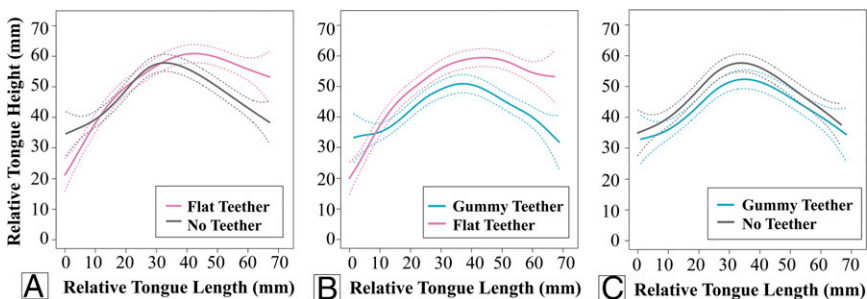 Relative Tongue Height (mm)
70
60
50
40
30
20
10
0
Flat Teether
No Teether
0 10 20 30 40 50 60 70
A
Relative Tongue Length (mm)
70
60
50
40
30
20
10
0
Gummy Teether
Flat Teether
0 10 20 30 40 50 60 70
B
Relative Tongue Length (mm)
70
60
50
40
30
20
10
0
Gummy Teether
No Teether
0 10 20 30 40 50 60 70
C
Relative Tongue Length (mm)